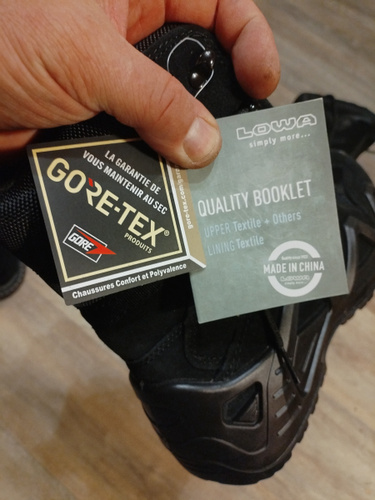 LA GARANTIE DE
VOUS MAINTENIR AU SEC
GORE-TEX®
PRODUITS
GORE
Chaussures Confort et Polyvalence
LOWA
simply more...
QUALITY BOOKLET
UPPER Textile + Others
LINING Textile
MADE IN CHINA